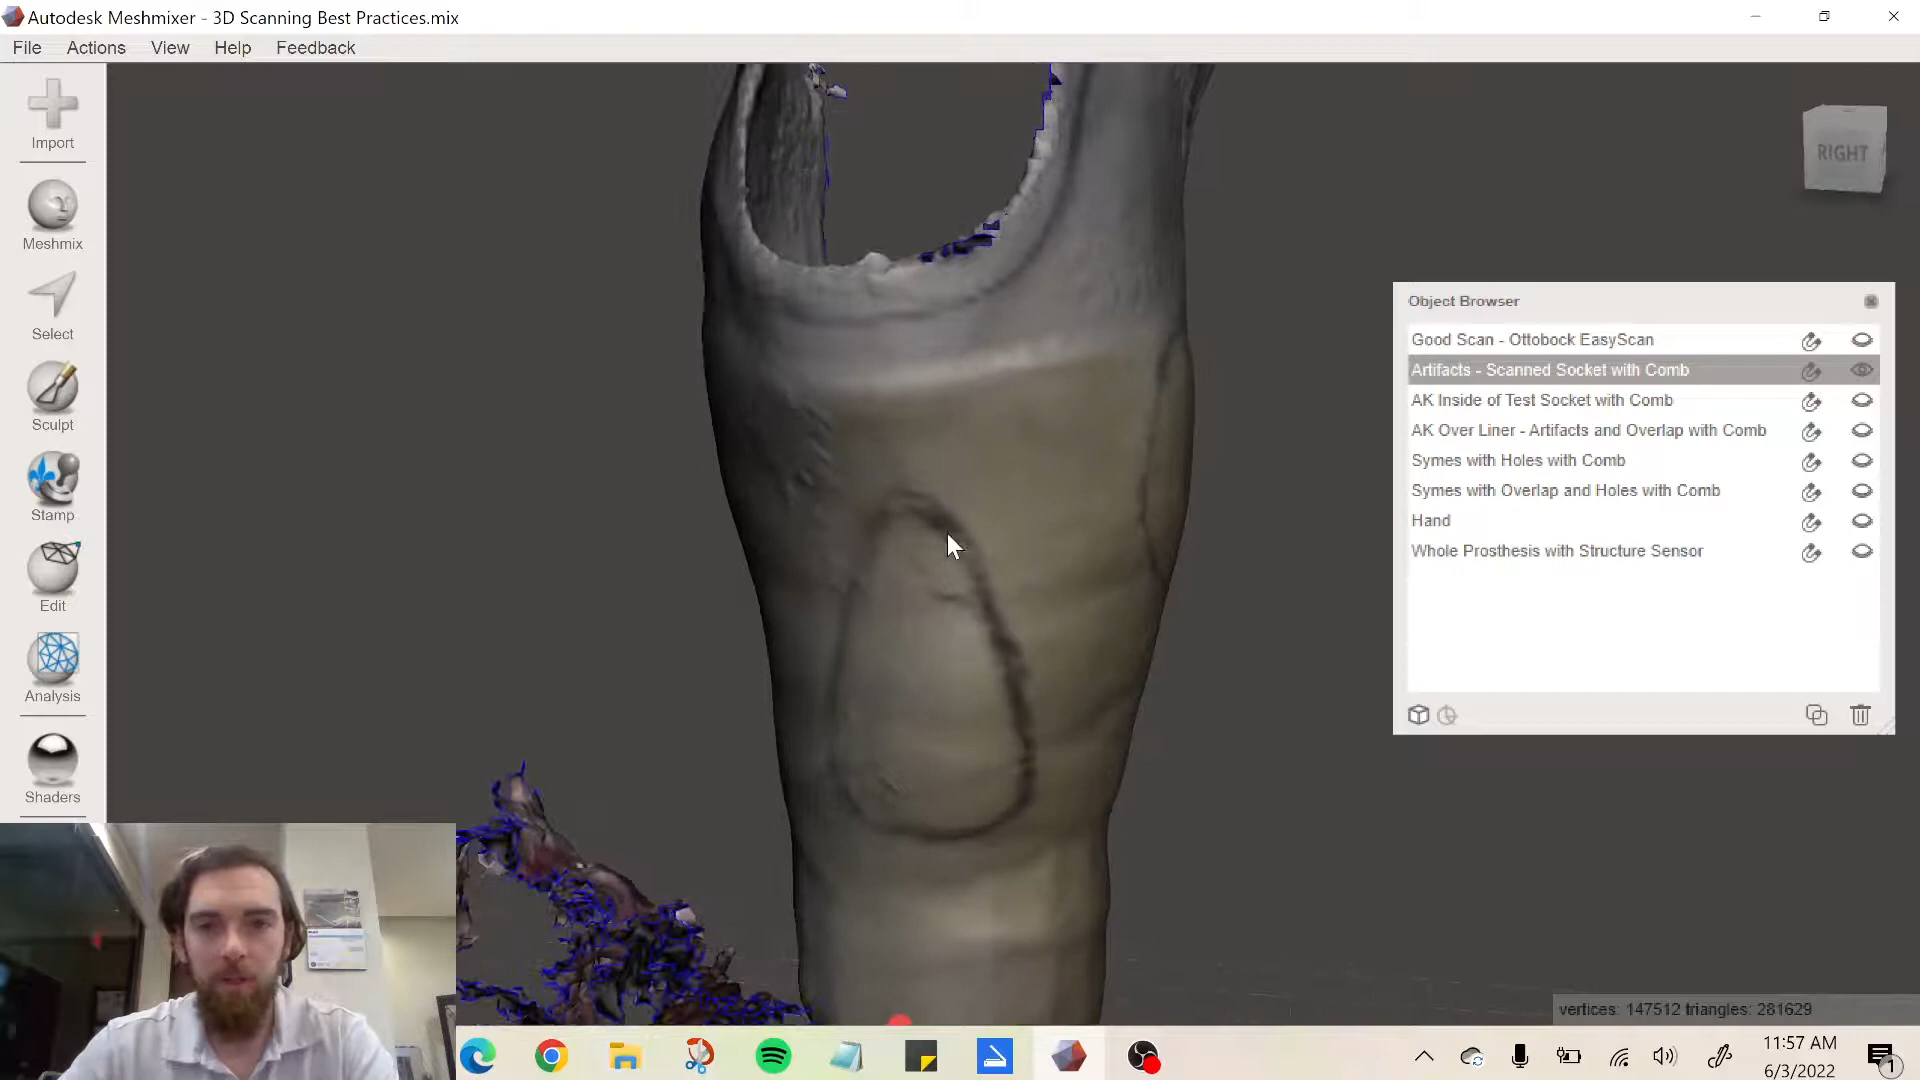 Autodesk Meshmixer - 3D Scanning Best Practices.mix
File Actions View Help Feedback
Import
Meshmix
Select
Sculpt
Stamp
Edit
Analysis
Shaders
RIGHT
Object Browser
Good Scan - Ottobock EasyScan
Artifacts - Scanned Socket with Comb
AK Inside of Test Socket with Comb
AK Over Liner - Artifacts and Overlap with Comb
Symes with Holes with Comb
Symes with Overlap and Holes with Comb
Hand
Whole Prosthesis with Structure Sensor
vertices: 147512 triangles: 281629
11:57 AM
6/3/2022
1